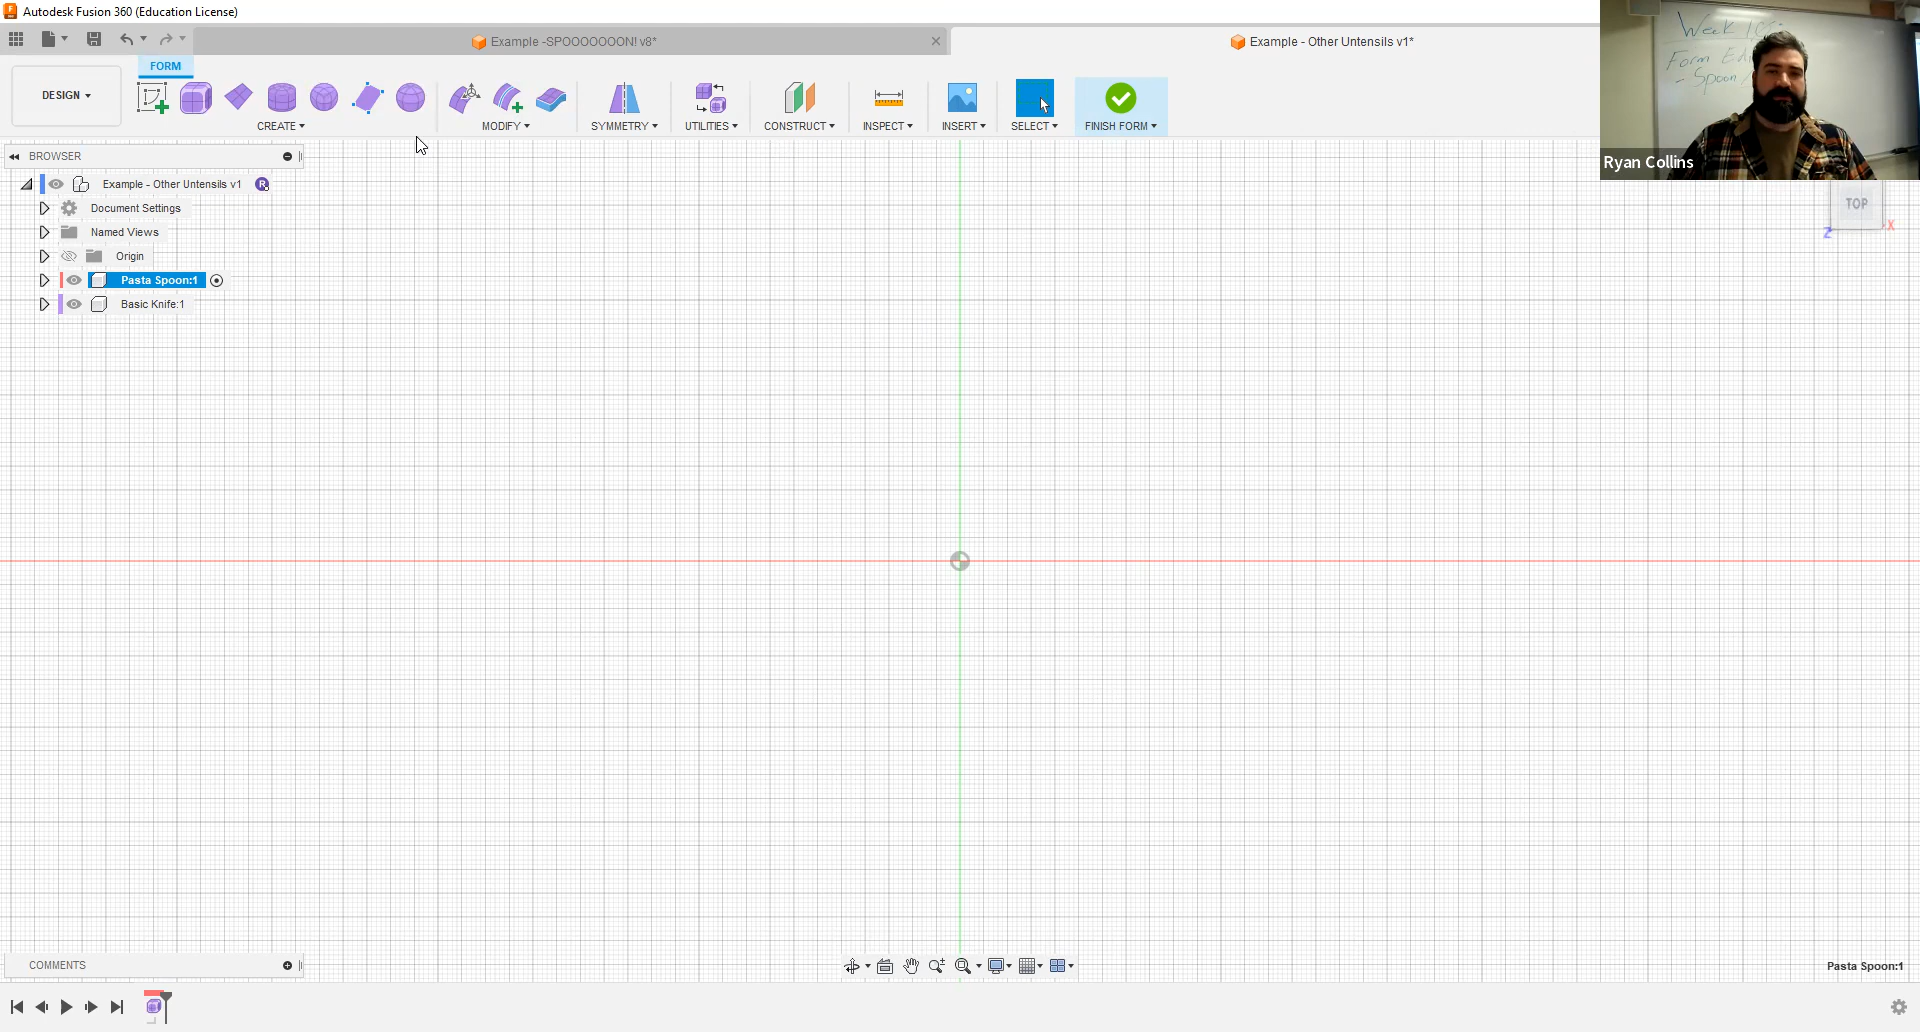 Autodesk Fusion 360 (Education License)
Example -SPOOOOOOON! v8*
Example - Other Untensils v1*
FORM
DESIGN
CREATE
MODIFY
SYMMETRY
UTILITIES
CONSTRUCT
INSPECT
INSERT
SELECT
FINISH FORM
Week
Form
- Spoon
Ryan Collins
BROWSER
Example - Other Untensils v1
R
Document Settings
Named Views
Origin
Pasta Spoon:1
Basic Knife:1
TOP
X
Z
COMMENTS
Pasta Spoon:1